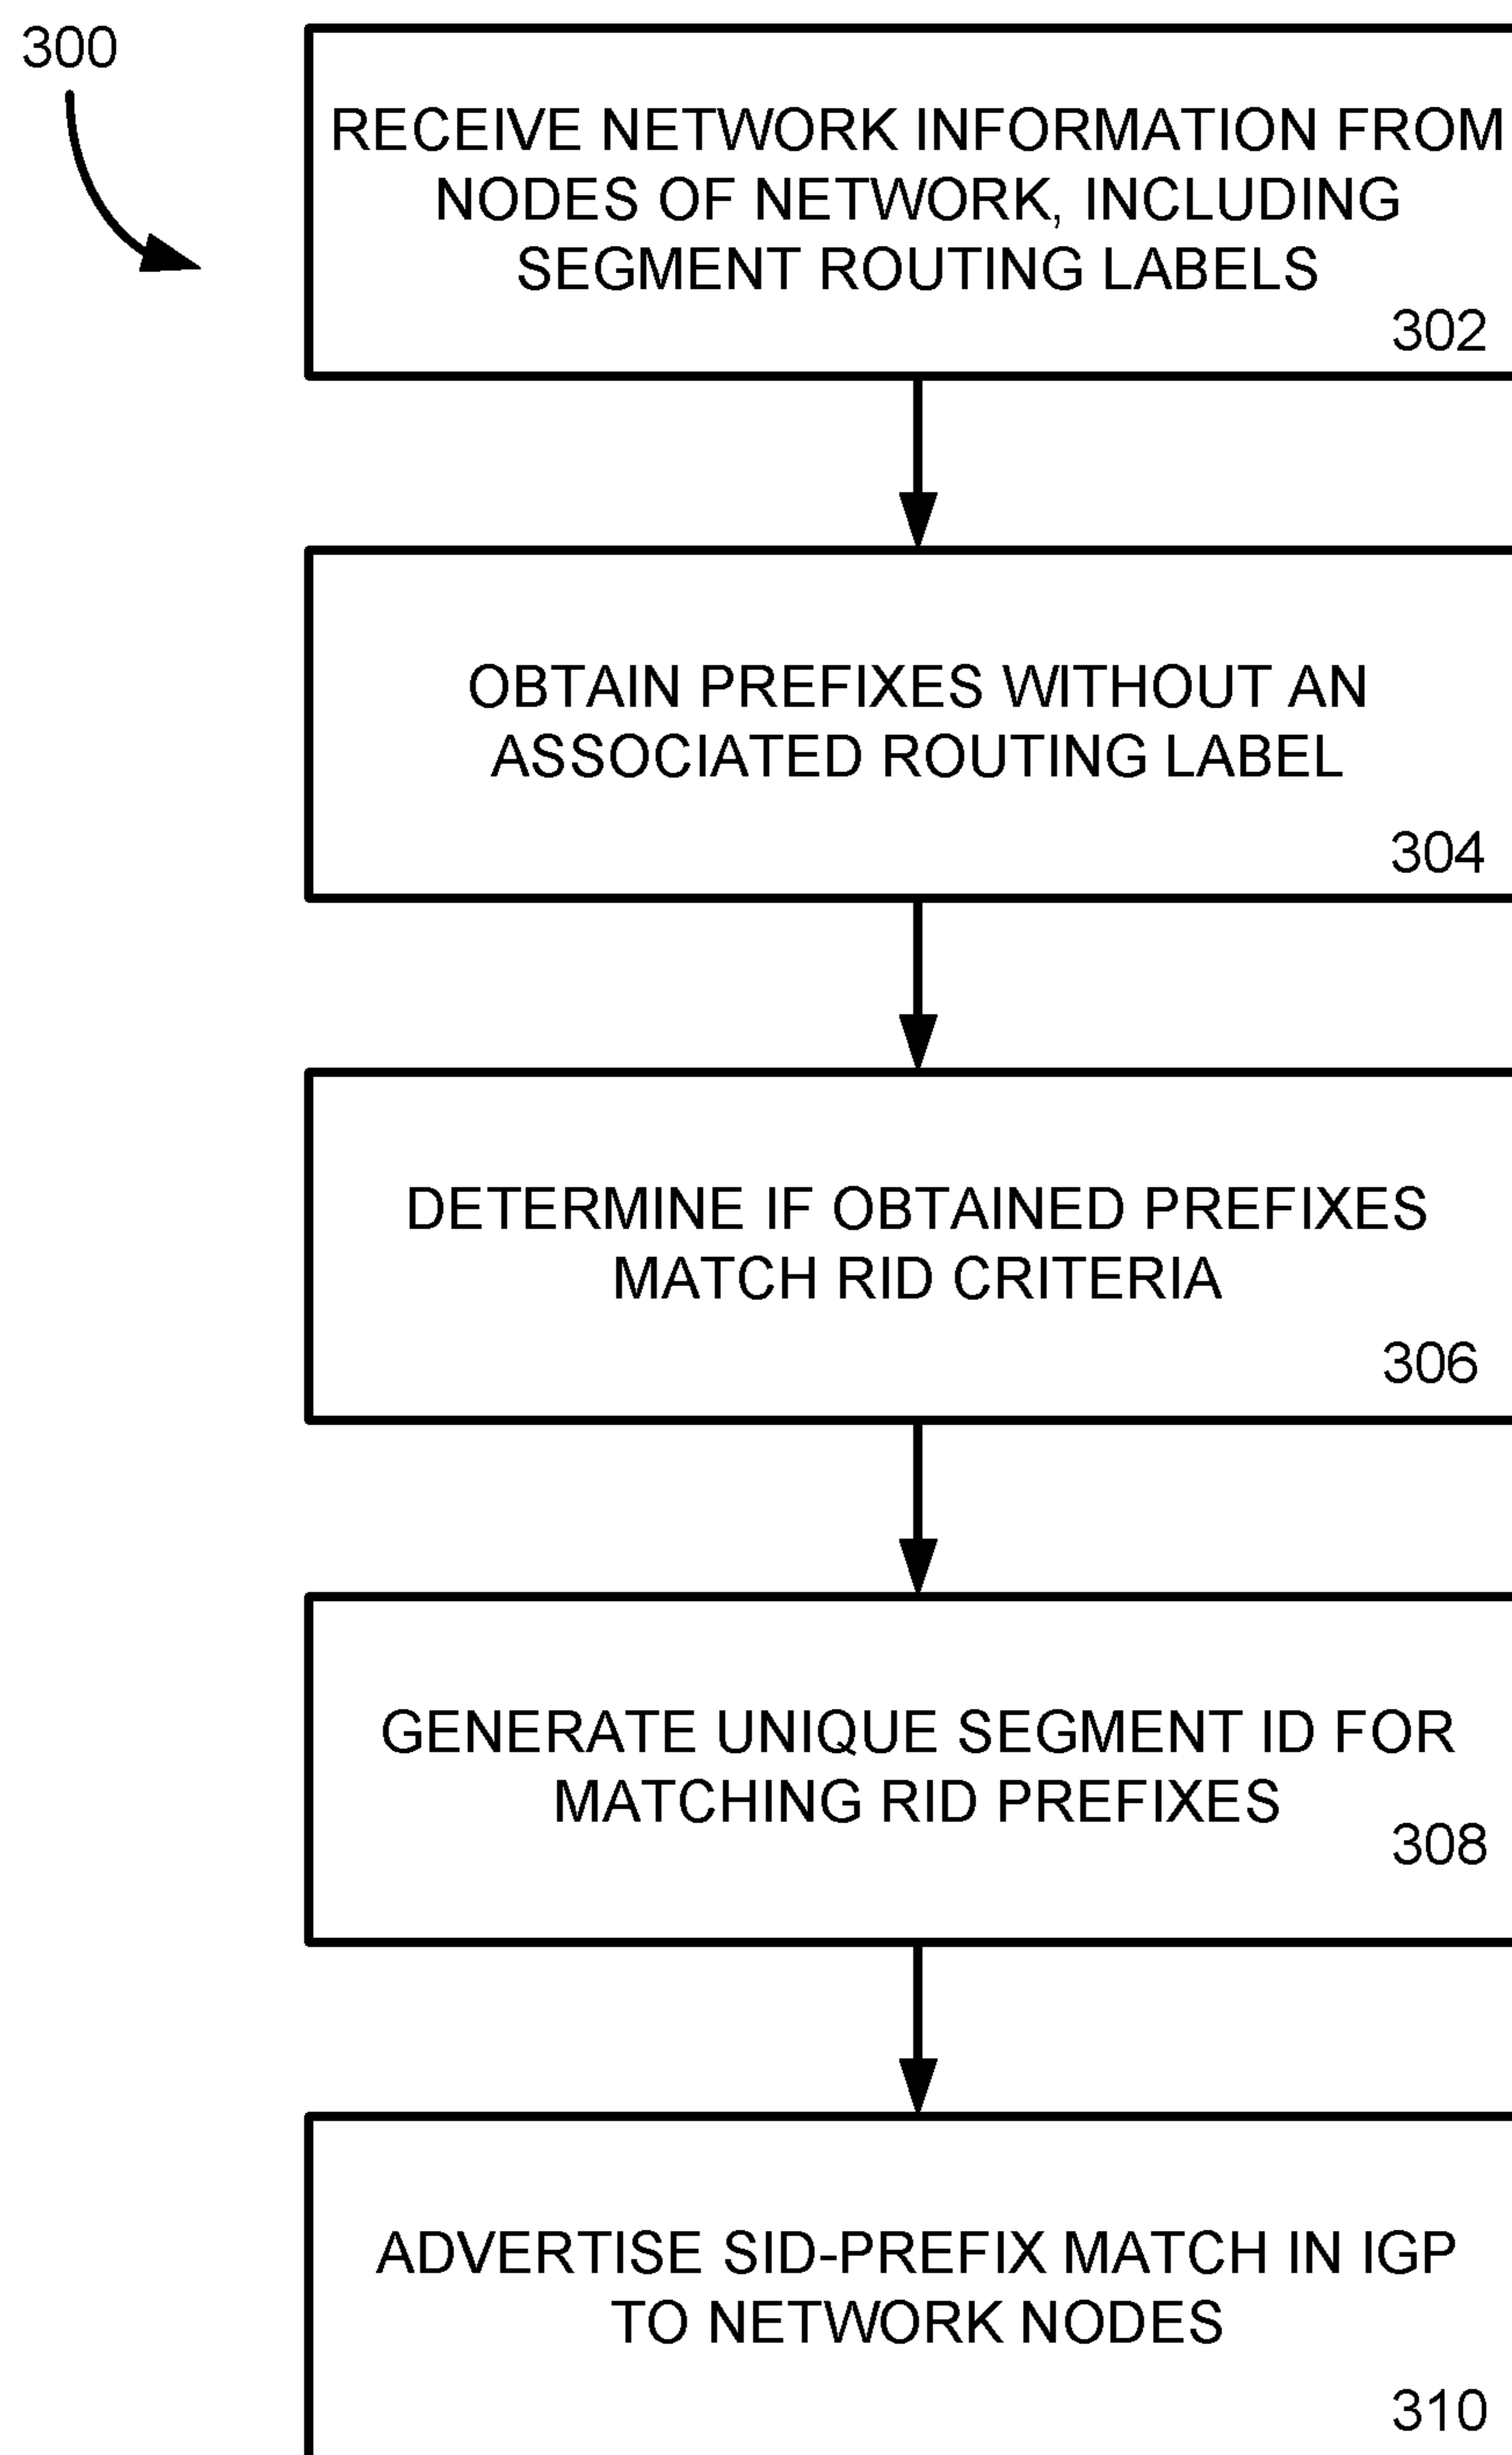 300
RECEIVE NETWORK INFORMATION FROM
NODES OF NETWORK, INCLUDING
SEGMENT ROUTING LABELS
302
OBTAIN PREFIXES WITHOUT AN
ASSOCIATED ROUTING LABEL
304
DETERMINE IF OBTAINED PREFIXES
MATCH RID CRITERIA
306
GENERATE UNIQUE SEGMENT ID FOR
MATCHING RID PREFIXES
308
ADVERTISE SID-PREFIX MATCH IN IGP
TO NETWORK NODES
310